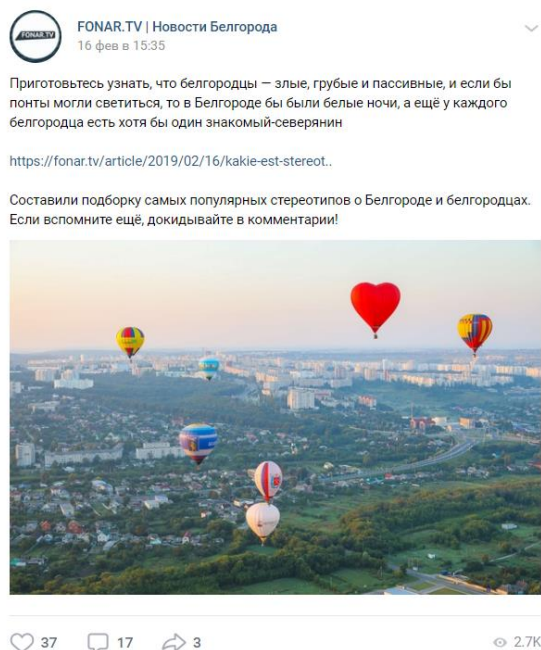 FONAR.TV
FONAR.TV | Новости Белгорода
16 фев в 15:35
Приготовьтесь узнать, что белгородцы — злые, грубые и пассивные, и если бы
понты могли светиться, то в Белгороде бы были белые ночи, а ещё у каждого
белгородца есть хотя бы один знакомый-северянин
https://fonar.tv/article/2019/02/16/kakie-est-stereot..
Составили подборку самых популярных стереотипов о Белгороде и белгородцах.
Если вспомните ещё, докидывайте в комментарии!
37 17 3 2.7K